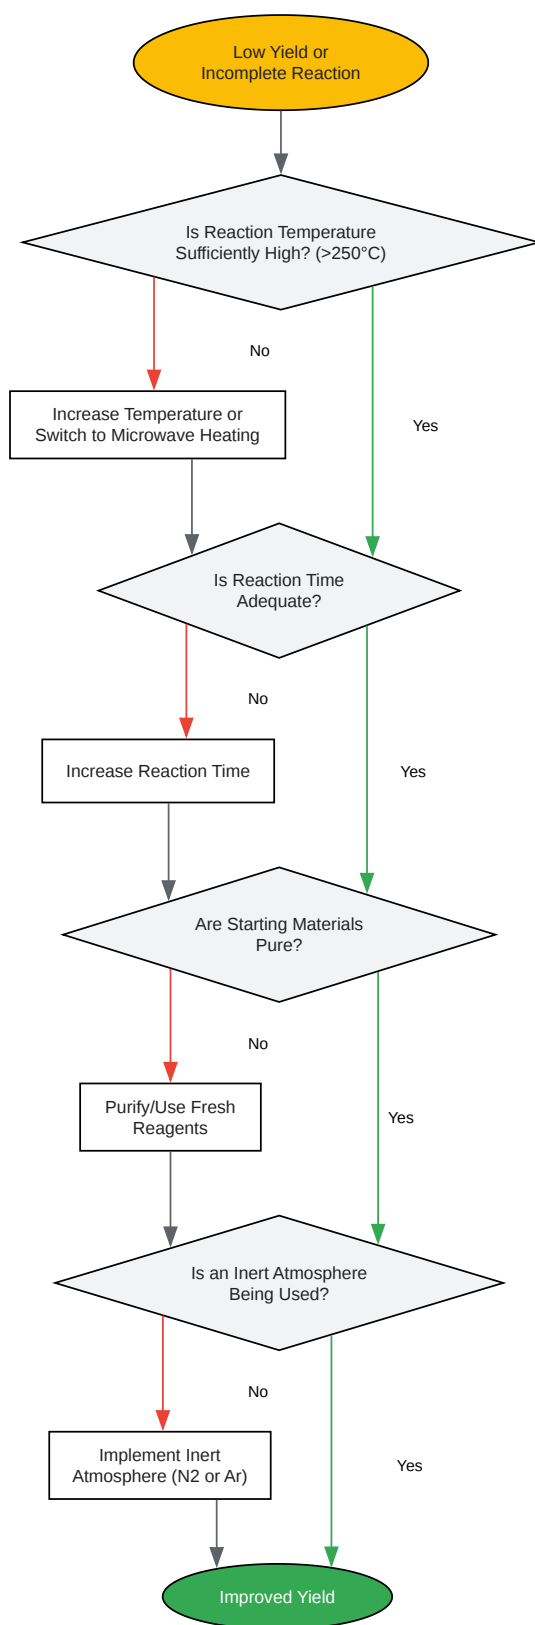 Low Yield or
Incomplete Reaction
Is Reaction Temperature
Sufficiently High? (>250°C)
No
Increase Temperature or
Switch to Microwave Heating
Yes
Is Reaction Time
Adequate?
No
Increase Reaction Time
Yes
Are Starting Materials
Pure?
No
Purify/Use Fresh
Reagents
Yes
Is an Inert Atmosphere
Being Used?
No
Implement Inert
Atmosphere (N2 or Ar)
Yes
Improved Yield